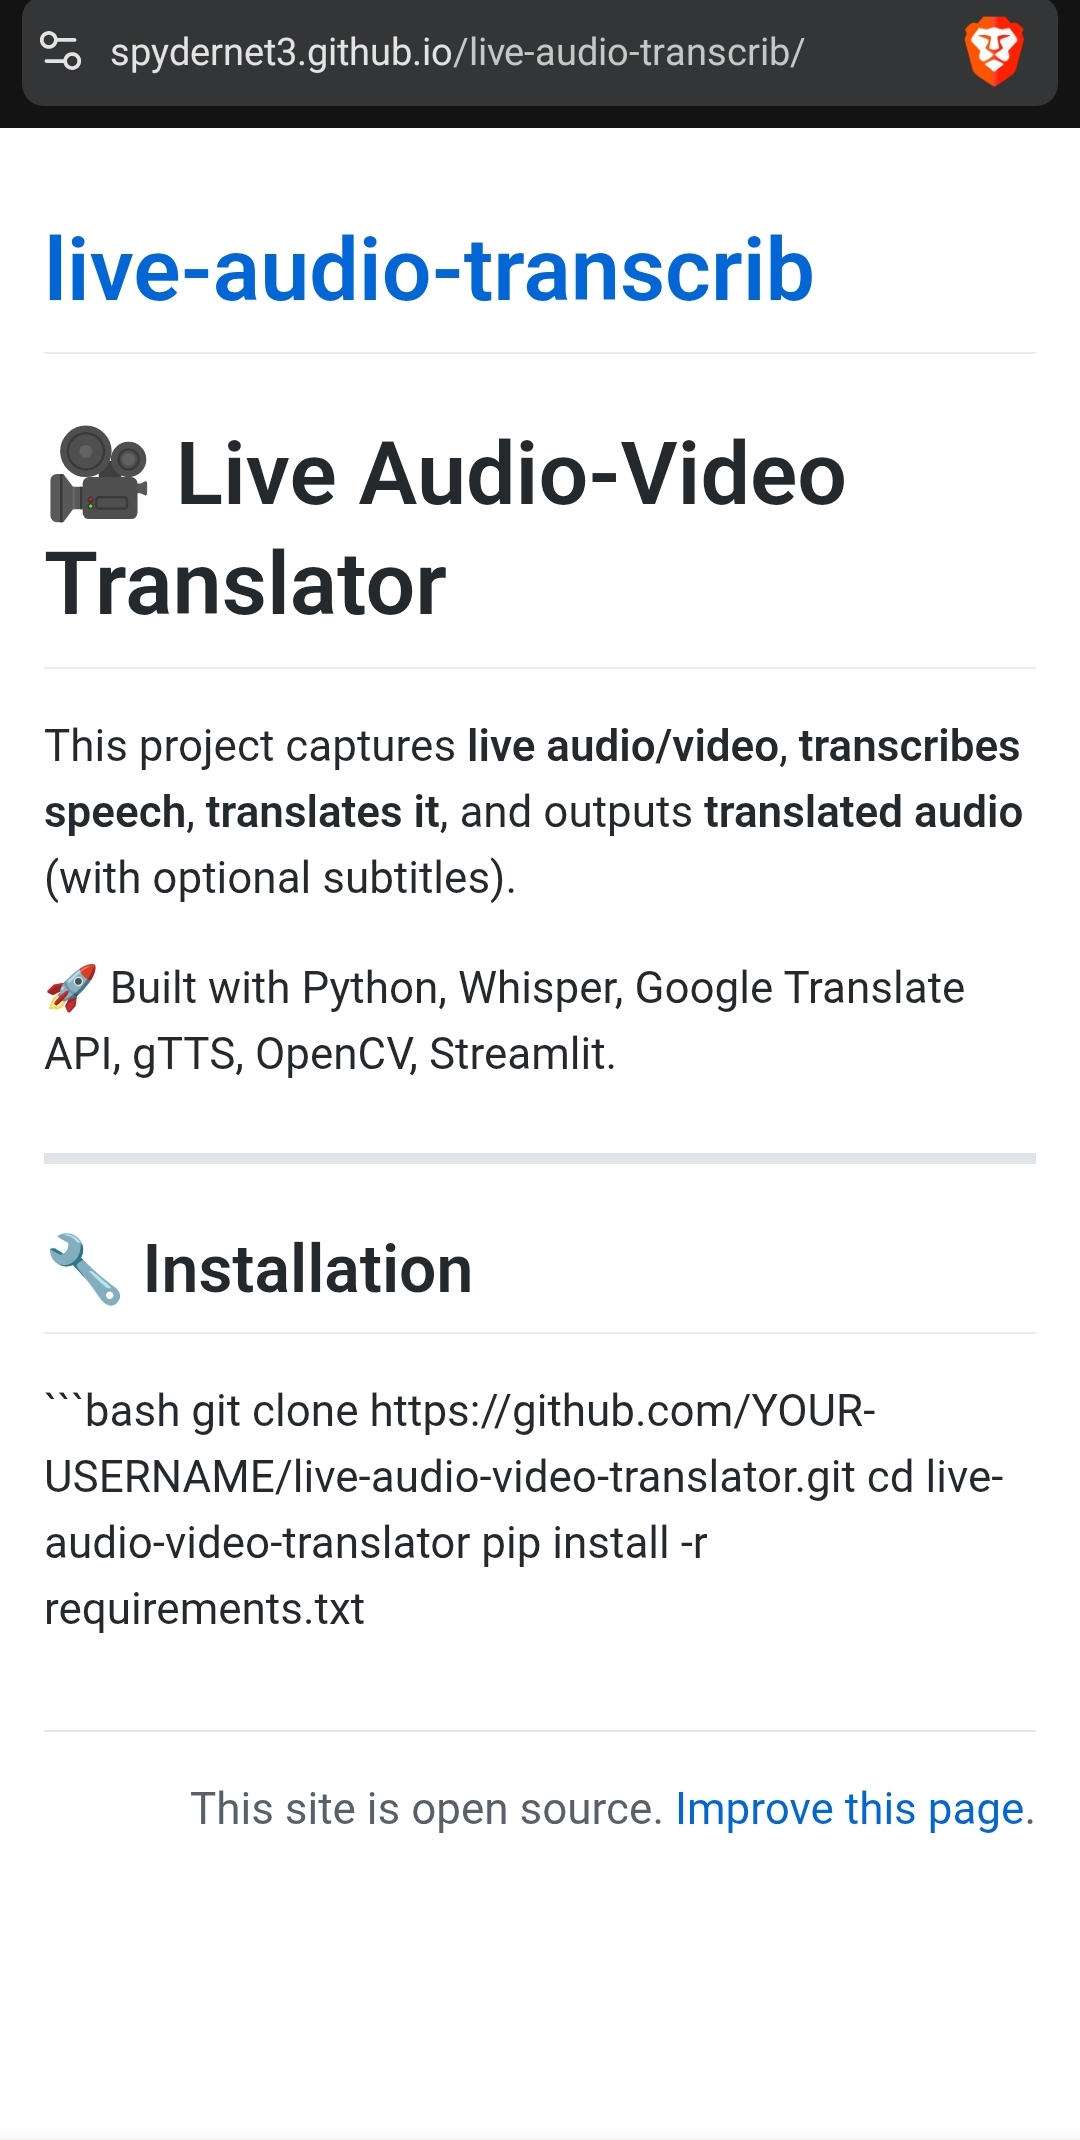 spydernet3.github.io/live-audio-transcrib/
live-audio-transcrib
🎥 Live Audio-Video
Translator
This project captures live audio/video, transcribes
speech, translates it, and outputs translated audio
(with optional subtitles).
🚀 Built with Python, Whisper, Google Translate
API, gTTS, OpenCV, Streamlit.
🔧 Installation
```bash git clone https://github.com/YOUR-
USERNAME/live-audio-video-translator.git cd live-
audio-video-translator pip install -r
requirements.txt
This site is open source. Improve this page.